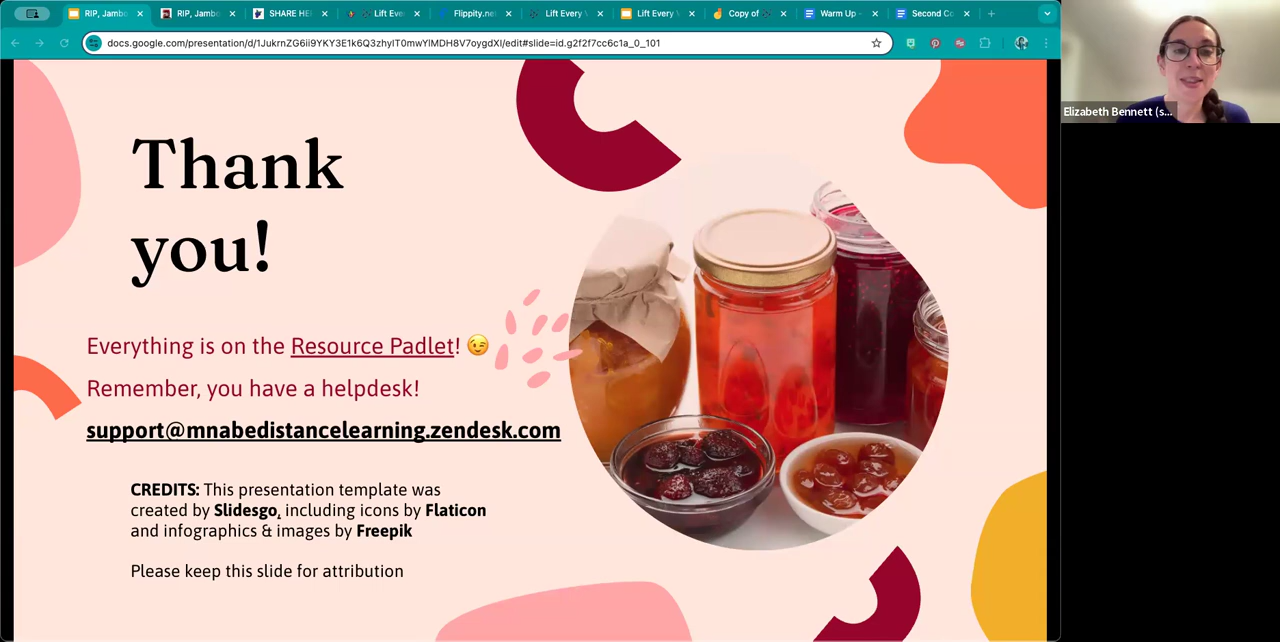 RIP, Jambo
RIP, Jambo
SHARE HE
Lift Eve
Flippity.ne
Lift Every
Lift Every
Copy of
Warm Up -
Second Co
docs.google.com/presentation/d/1JukrnZG6ii9YKY3E1k6Q3zhyIT0mwYlMDH8V7oygdXI/edit#slide=id.g2f2f7cc6c1a_0_101
Elizabeth Bennett (s...
Thank
you!
Everything is on the Resource Padlet! 😉
Remember, you have a helpdesk!
support@mnabedistancelearning.zendesk.com
CREDITS: This presentation template was
created by Slidesgo, including icons by Flaticon
and infographics & images by Freepik
Please keep this slide for attribution